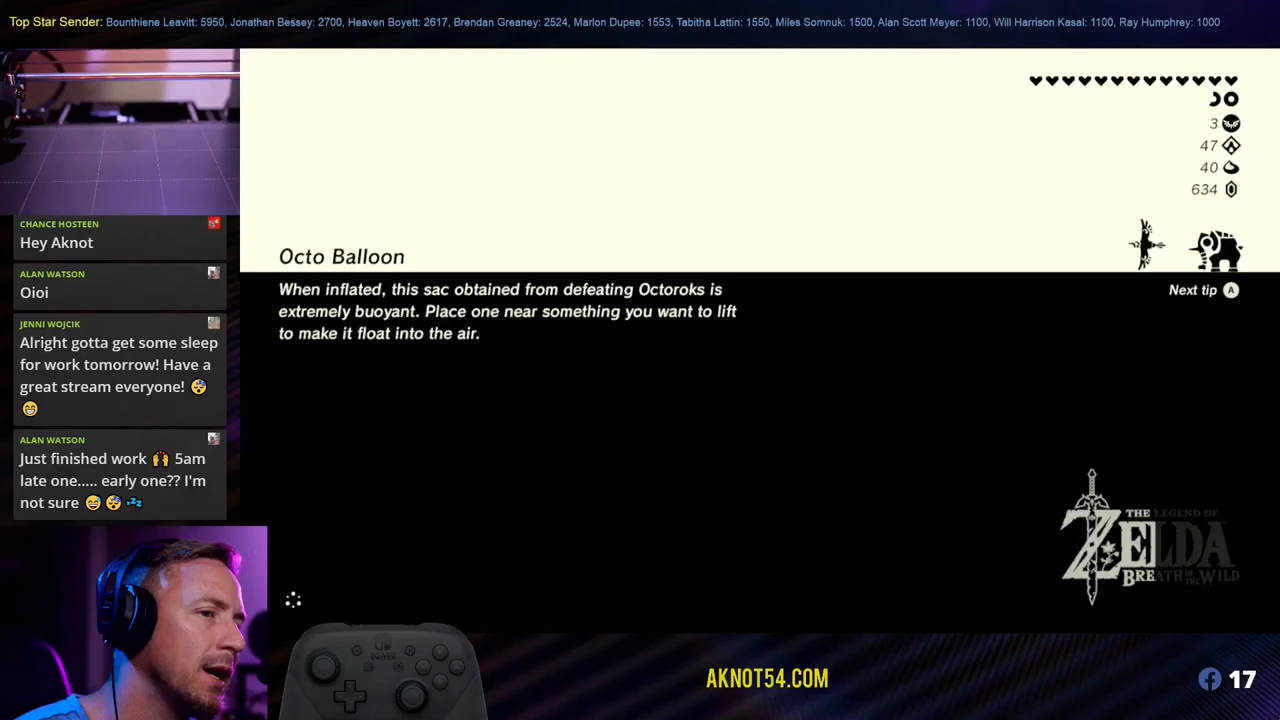 Top Star Sender: Bounthiene Leavitt: 5950, Jonathan Bessey: 2700, Heaven Boyett: 2617, Brendan Greaney: 2524, Marlon Dupee: 1553, Tabitha Lattin: 1550, Miles Somnuk: 1500, Alan Scott Meyer: 1100, Will Harrison Kasal: 1100, Ray Humphrey: 1000
3
47
40
634
CHANCE HOSTEEN
Hey Aknot
ALAN WATSON
Oioi
JENNI WOJCIK
Alright gotta get some sleep
for work tomorrow! Have a
great stream everyone! 😴
😁
ALAN WATSON
Just finished work 🙌 5am
late one..... early one?? I'm
not sure 😅 😴 💤
Octo Balloon
When inflated, this sac obtained from defeating Octoroks is
extremely buoyant. Place one near something you want to lift
to make it float into the air.
Next tip A
THE LEGEND OF
ZELDA
BREATH OF THE WILD
SWITCH
AKNOT54.COM
17